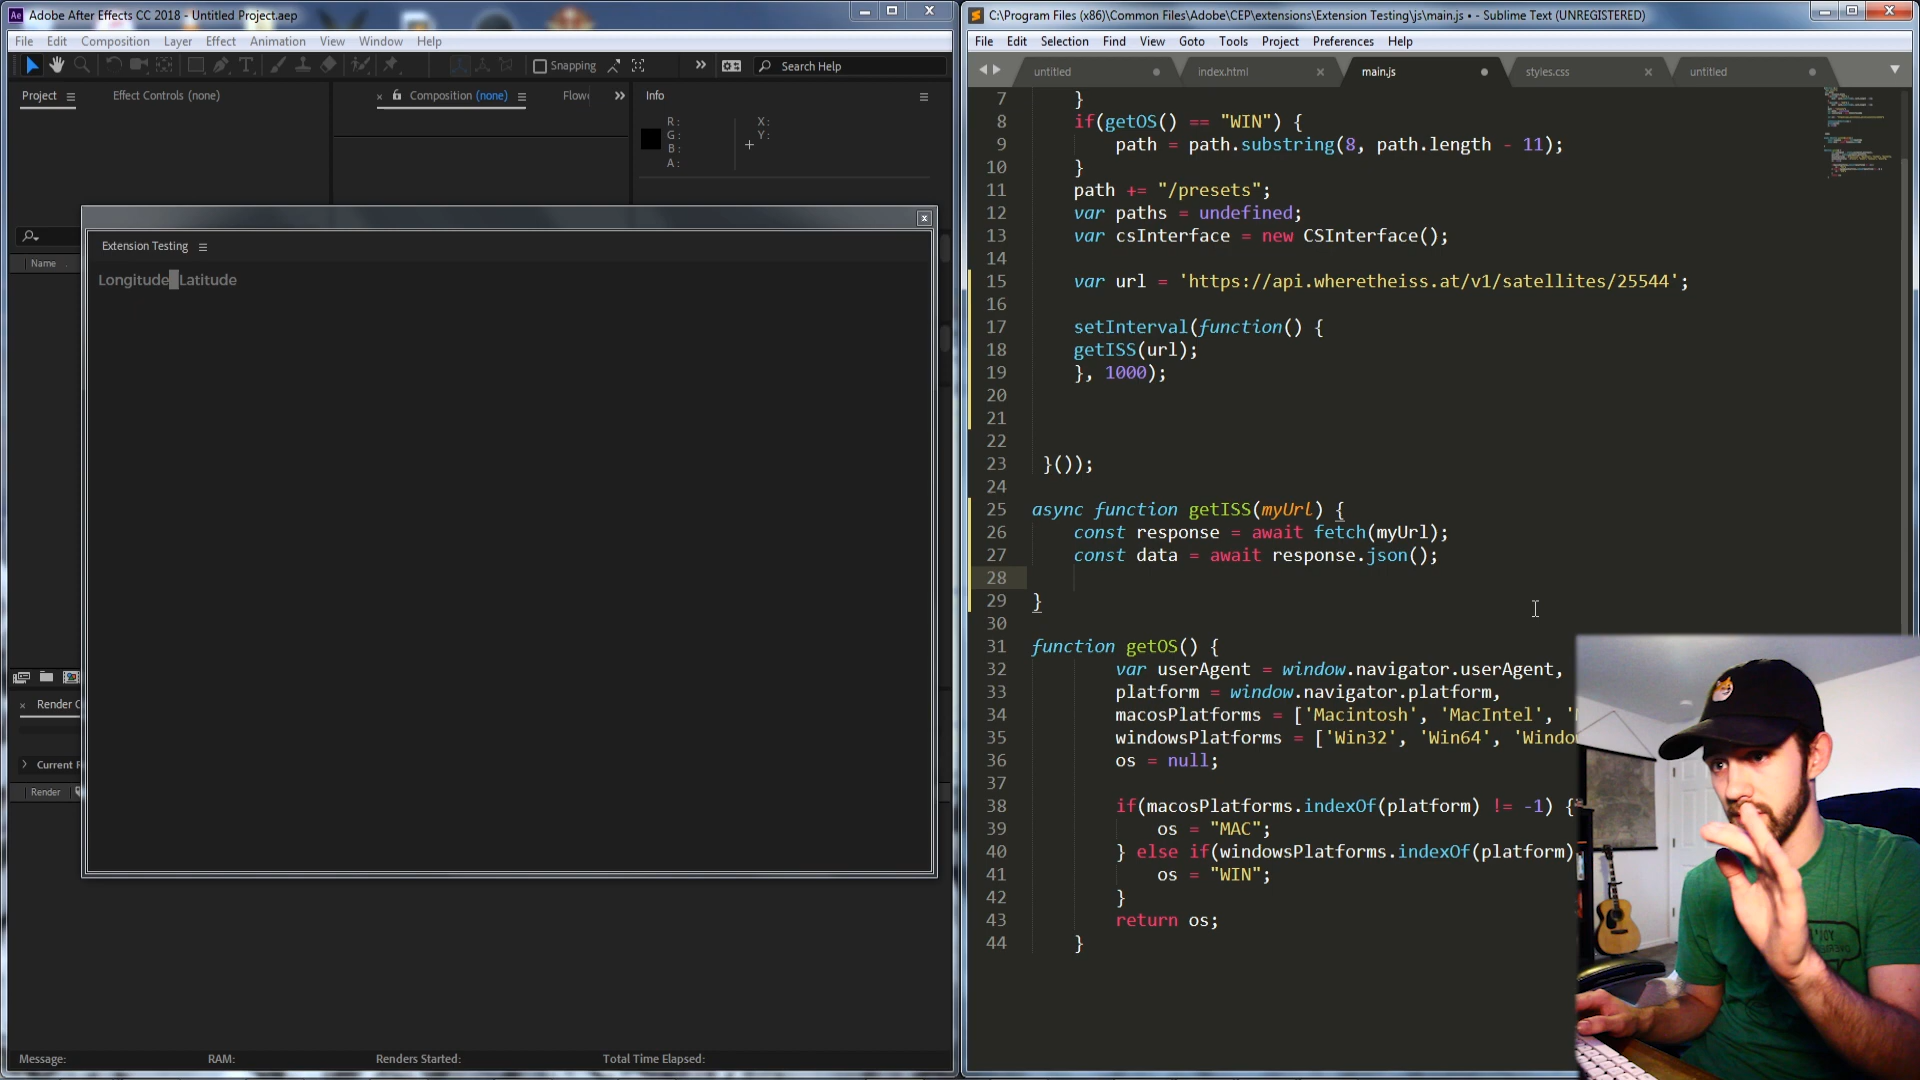 Adobe After Effects CC 2018 - Untitled Project.aep
File Edit Composition Layer Effect Animation View Window Help
Snapping
Search Help
Project
Effect Controls (none)
Composition (none)
Info
R:
G:
B:
A:
X:
Y:
Name
Extension Testing
Longitude Latitude
Render
Message:
RAM:
Renders Started:
Total Time Elapsed:
C:\Program Files (x86)\Common Files\Adobe\CEP\extensions\Extension Testing\js\main.js • - Sublime Text (UNREGISTERED)
File Edit Selection Find View Goto Tools Project Preferences Help
untitled
index.html
main.js
styles.css
untitled
7 }
8 if(getOS() == "WIN") {
9 path = path.substring(8, path.length - 11);
10 }
11 path += "/presets";
12 var paths = undefined;
13 var csInterface = new CSInterface();
14
15 var url = 'https://api.wheretheiss.at/v1/satellites/25544';
16
17 setInterval(function() {
18 getISS(url);
19 }, 1000);
20
21
22
23 }());
24
25 async function getISS(myUrl) {
26 const response = await fetch(myUrl);
27 const data = await response.json();
28
29 }
30
31 function getOS() {
32 var userAgent = window.navigator.userAgent,
33 platform = window.navigator.platform,
34 macosPlatforms = ['Macintosh', 'MacIntel', '
35 windowsPlatforms = ['Win32', 'Win64', 'Windo
36 os = null;
37
38 if(macosPlatforms.indexOf(platform) != -1) {
39 os = "MAC";
40 } else if(windowsPlatforms.indexOf(platform)
41 os = "WIN";
42 }
43 return os;
44 }